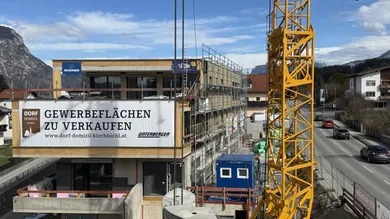 DORF
DOMIZIL
GEWERBEFLÄCHEN
ZU VERKAUFEN
www.dorf-domizil-kirchbichl.at
UNTERBERGER